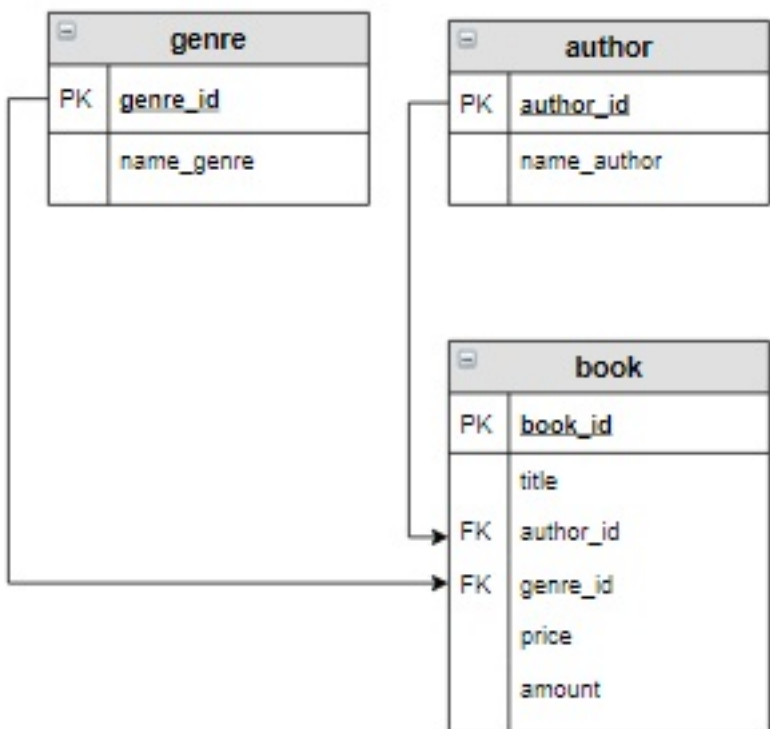 genre
PK genre_id
name_genre
author
PK author_id
name_author
book
PK book_id
title
FK author_id
FK genre_id
price
amount